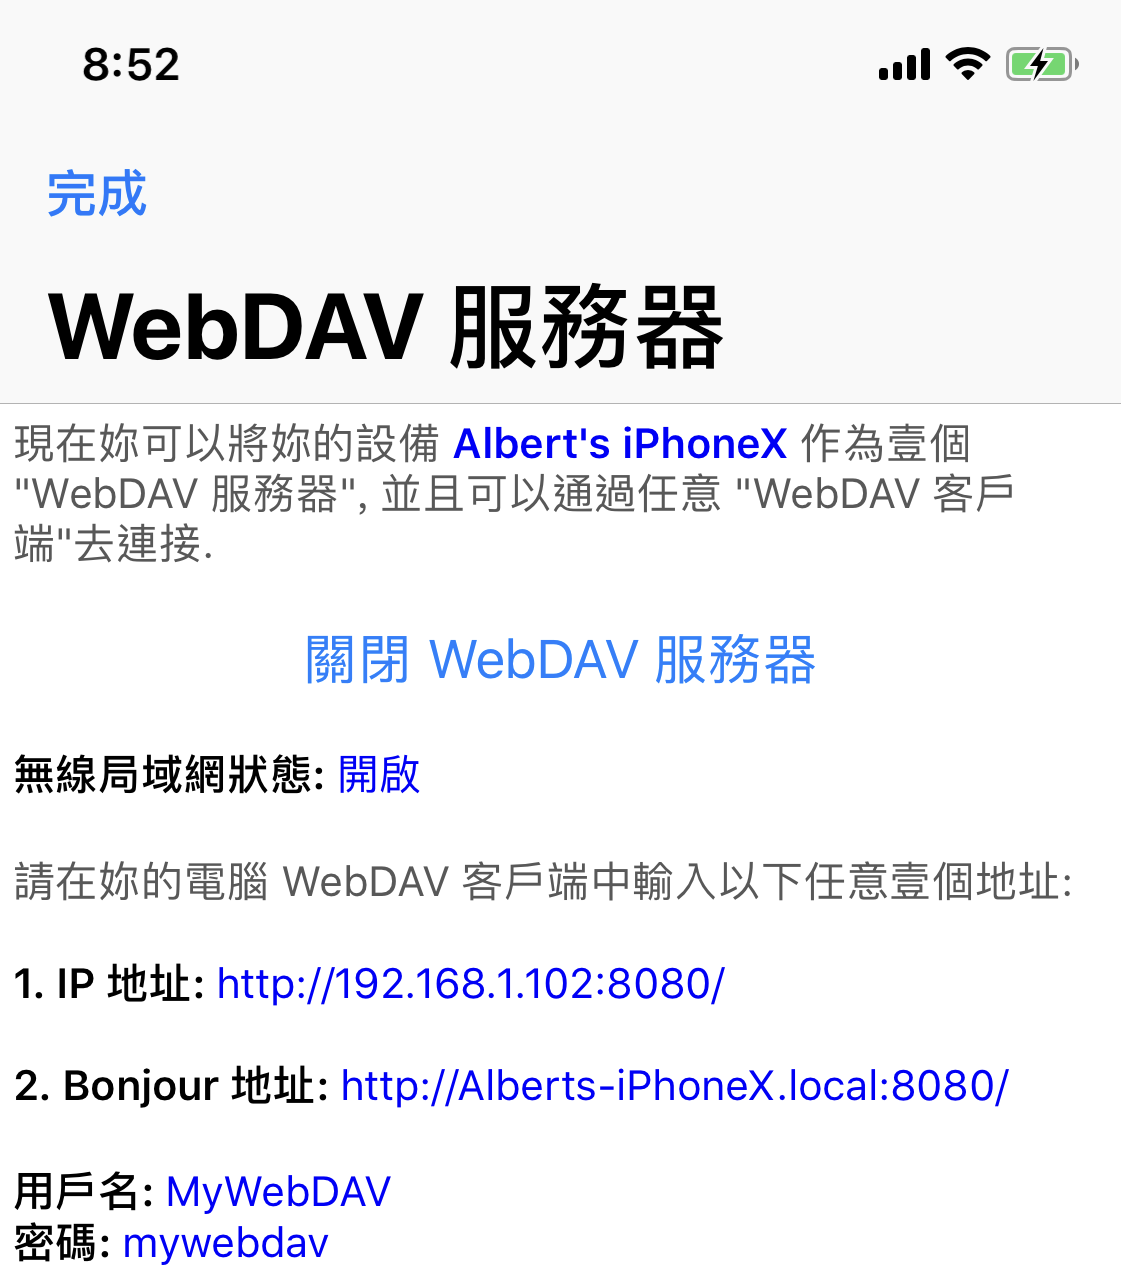 8:52
完成
WebDAV 服務器
現在妳可以將妳的設備 Albert's iPhoneX 作為壹個
"WebDAV 服務器", 並且可以通過任意 "WebDAV 客戶
端"去連接.
關閉 WebDAV 服務器
無線局域網狀態: 開啟
請在妳的電腦 WebDAV 客戶端中輸入以下任意壹個地址:
1. IP 地址: http://192.168.1.102:8080/
2. Bonjour 地址: http://Alberts-iPhoneX.local:8080/
用戶名: MyWebDAV
密碼: mywebdav